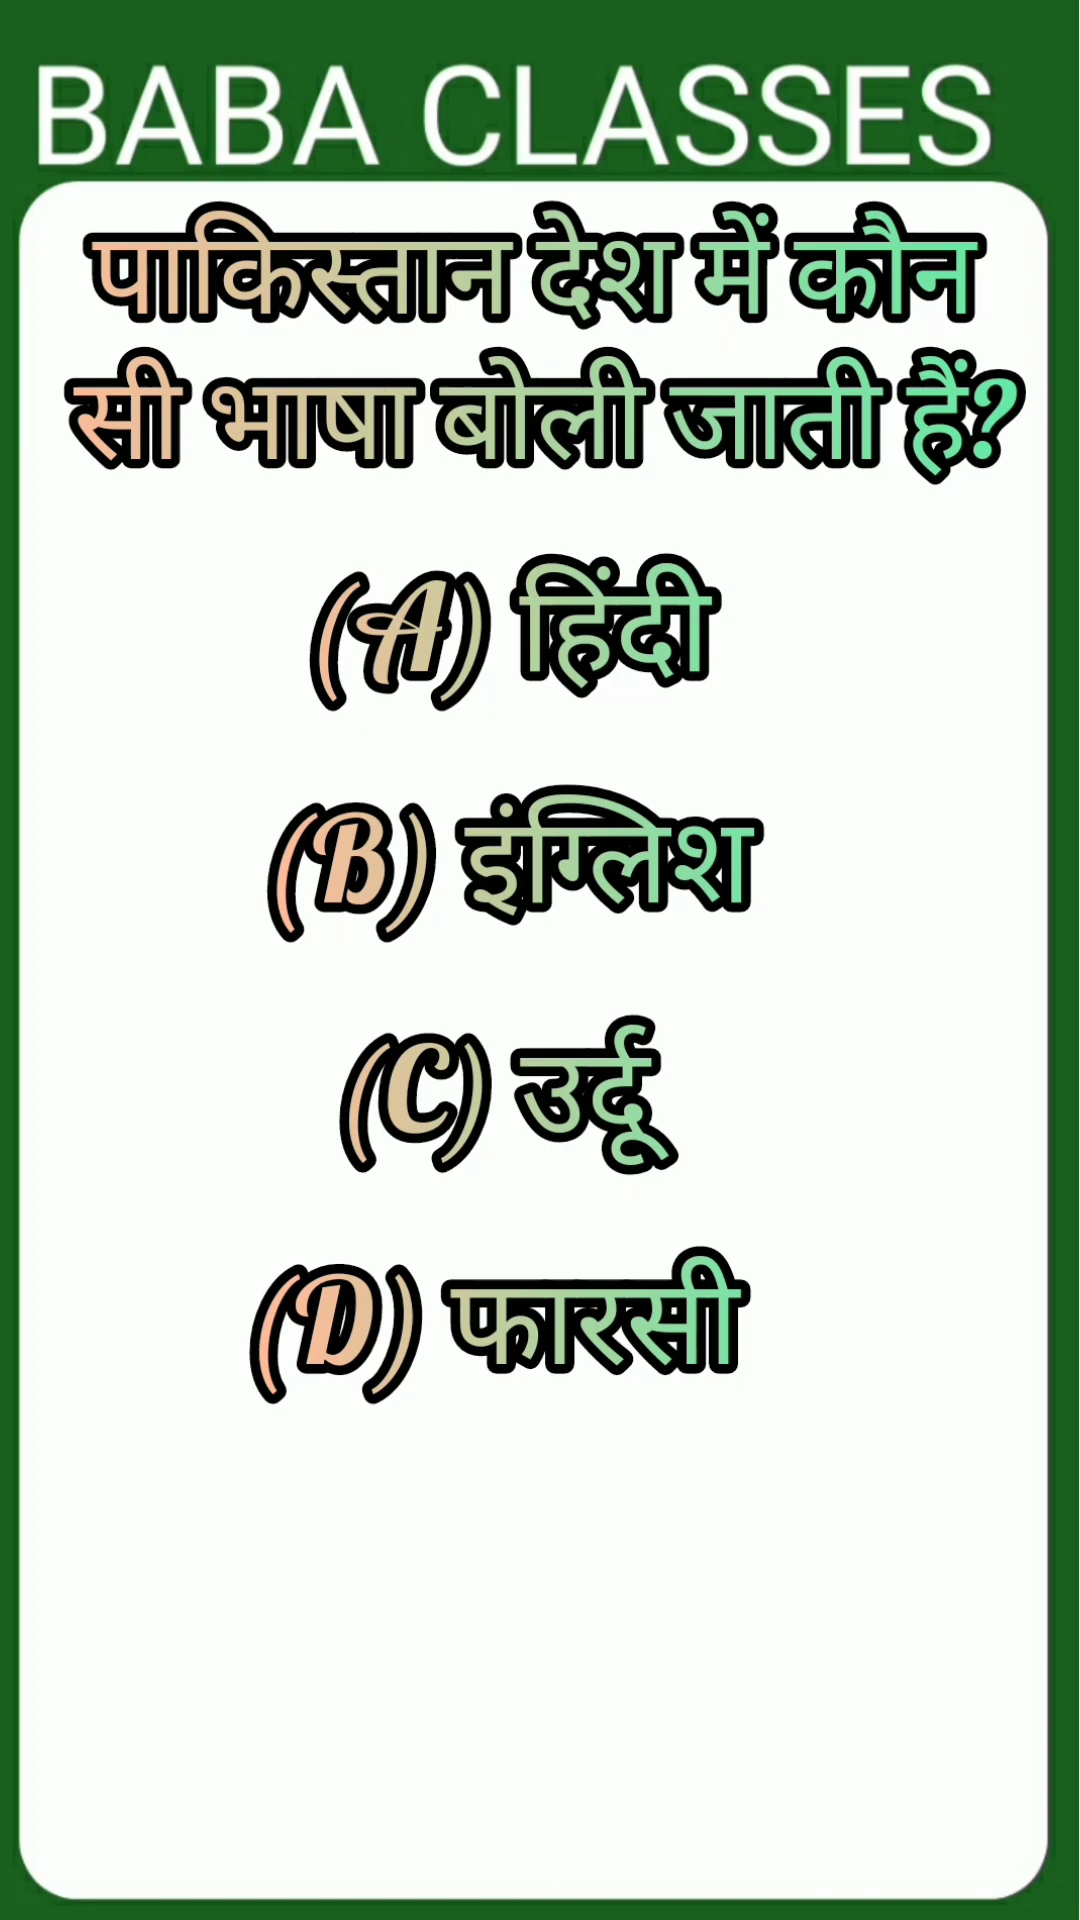 BABA CLASSES
पाकिस्तान देश में कौन
सी भाषा बोली जाती हैं?
(A) हिंदी
(B) इंग्लिश
(C) उर्दू
(D) फारसी